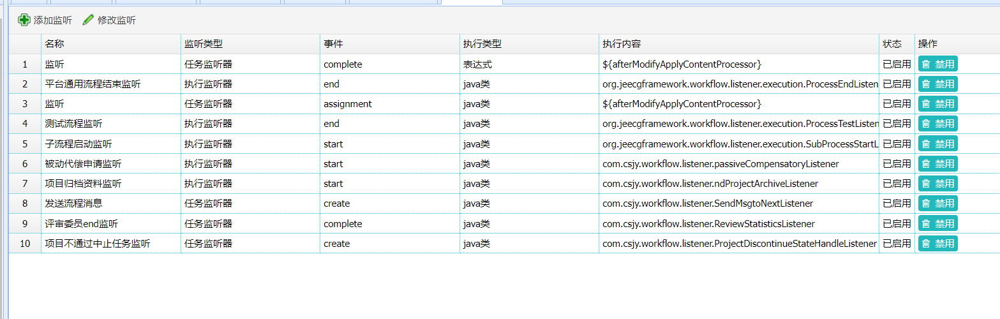 添加监听 修改监听
名称 监听类型 事件 执行类型 执行内容 状态 操作
1 监听 任务监听器 complete 表达式 ${afterModifyApplyContentProcessor} 已启用 禁用
2 平台通用流程结束监听 执行监听器 end java类 org.jeecgframework.workflow.listener.execution.ProcessEndListen 已启用 禁用
3 监听 任务监听器 assignment java类 ${afterModifyApplyContentProcessor} 已启用 禁用
4 测试流程监听 执行监听器 end java类 org.jeecgframework.workflow.listener.execution.ProcessTestListen 已启用 禁用
5 子流程启动监听 执行监听器 start java类 org.jeecgframework.workflow.listener.execution.SubProcessStartL 已启用 禁用
6 被动代偿申请监听 执行监听器 start java类 com.csjy.workflow.listener.passiveCompensatoryListener 已启用 禁用
7 项目归档资料监听 执行监听器 start java类 com.csjy.workflow.listener.ndProjectArchiveListener 已启用 禁用
8 发送流程消息 任务监听器 create java类 com.csjy.workflow.listener.SendMsgtoNextListener 已启用 禁用
9 评审委员end监听 任务监听器 complete java类 com.csjy.workflow.listener.ReviewStatisticsListener 已启用 禁用
10 项目不通过中止任务监听 任务监听器 create java类 com.csjy.workflow.listener.ProjectDiscontinueStateHandleListener 已启用 禁用